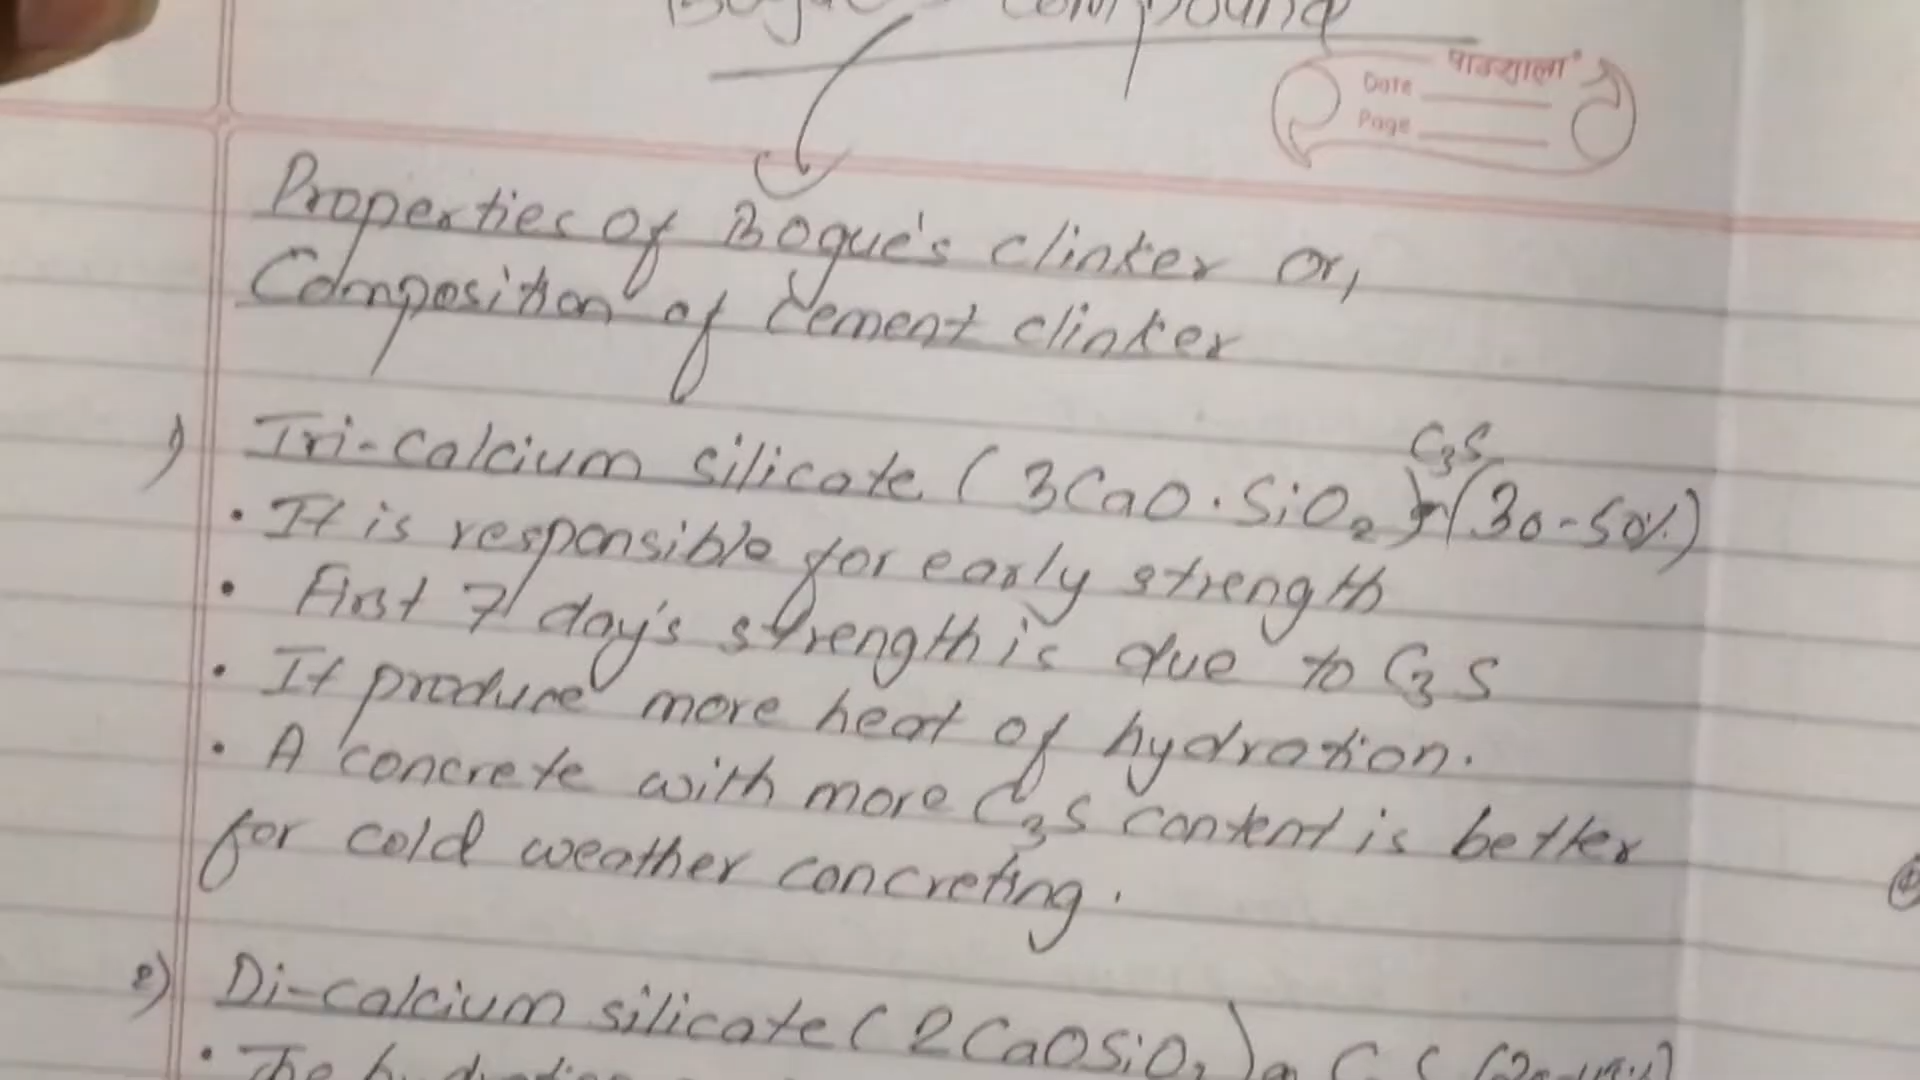 Bogue's compound
पाठशाला
Date
Page
Properties of Bogue's clinker or,
Composition of cement clinker
1) Tri-calcium silicate (3CaO.SiO₂) C₃S (30-50%)
• It is responsible for early strength
• First 7 day's strength is due to C₃S
• It produce more heat of hydration.
• A concrete with more C₃S content is better
for cold weather concreting.
2) Di-calcium silicate (2CaOSiO₂)
• The